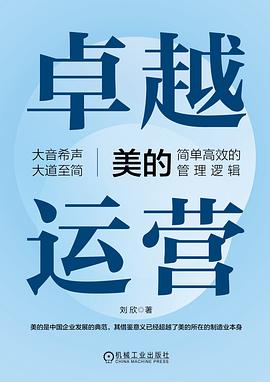 卓越
大音希声
大道至简
美的
简单高效的
管理逻辑
运营
刘欣◎著
美的是中国企业发展的典范，其借鉴意义已经超越了美的所在的制造业本身
机械工业出版社
CHINA MACHINE PRESS